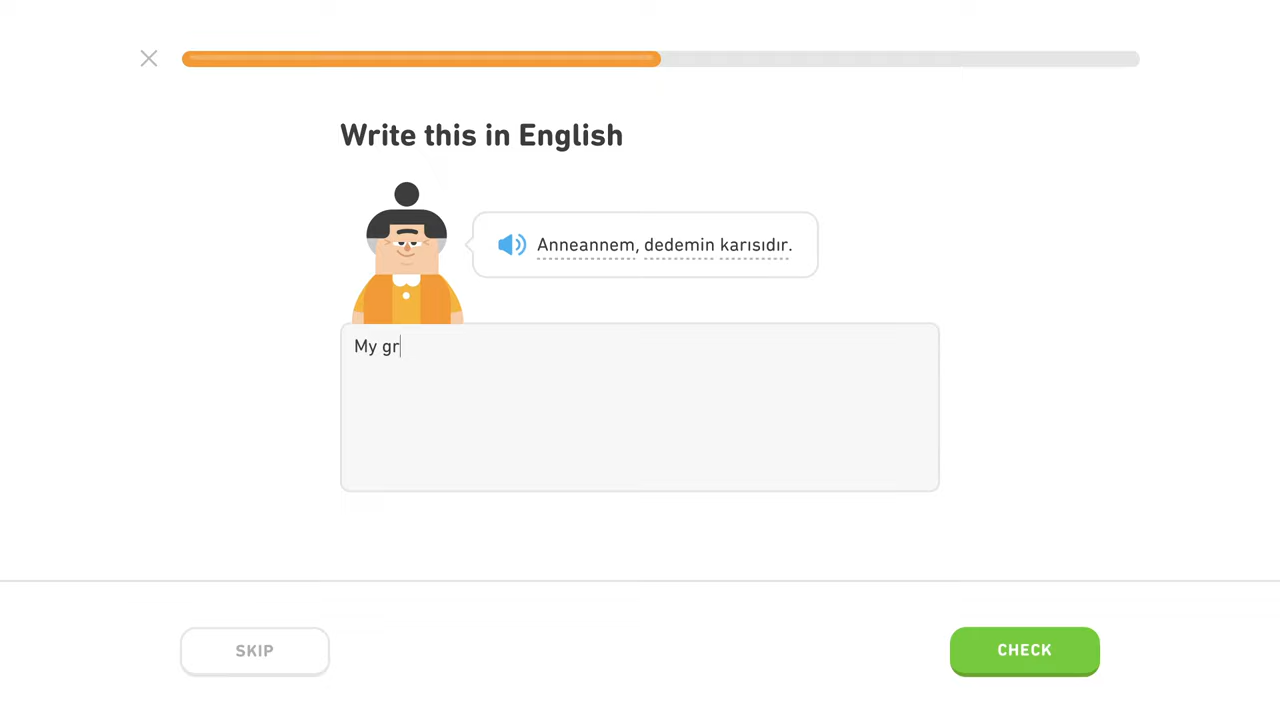 Write this in English
Anneannem, dedemin karısıdır.
My gr
SKIP
CHECK